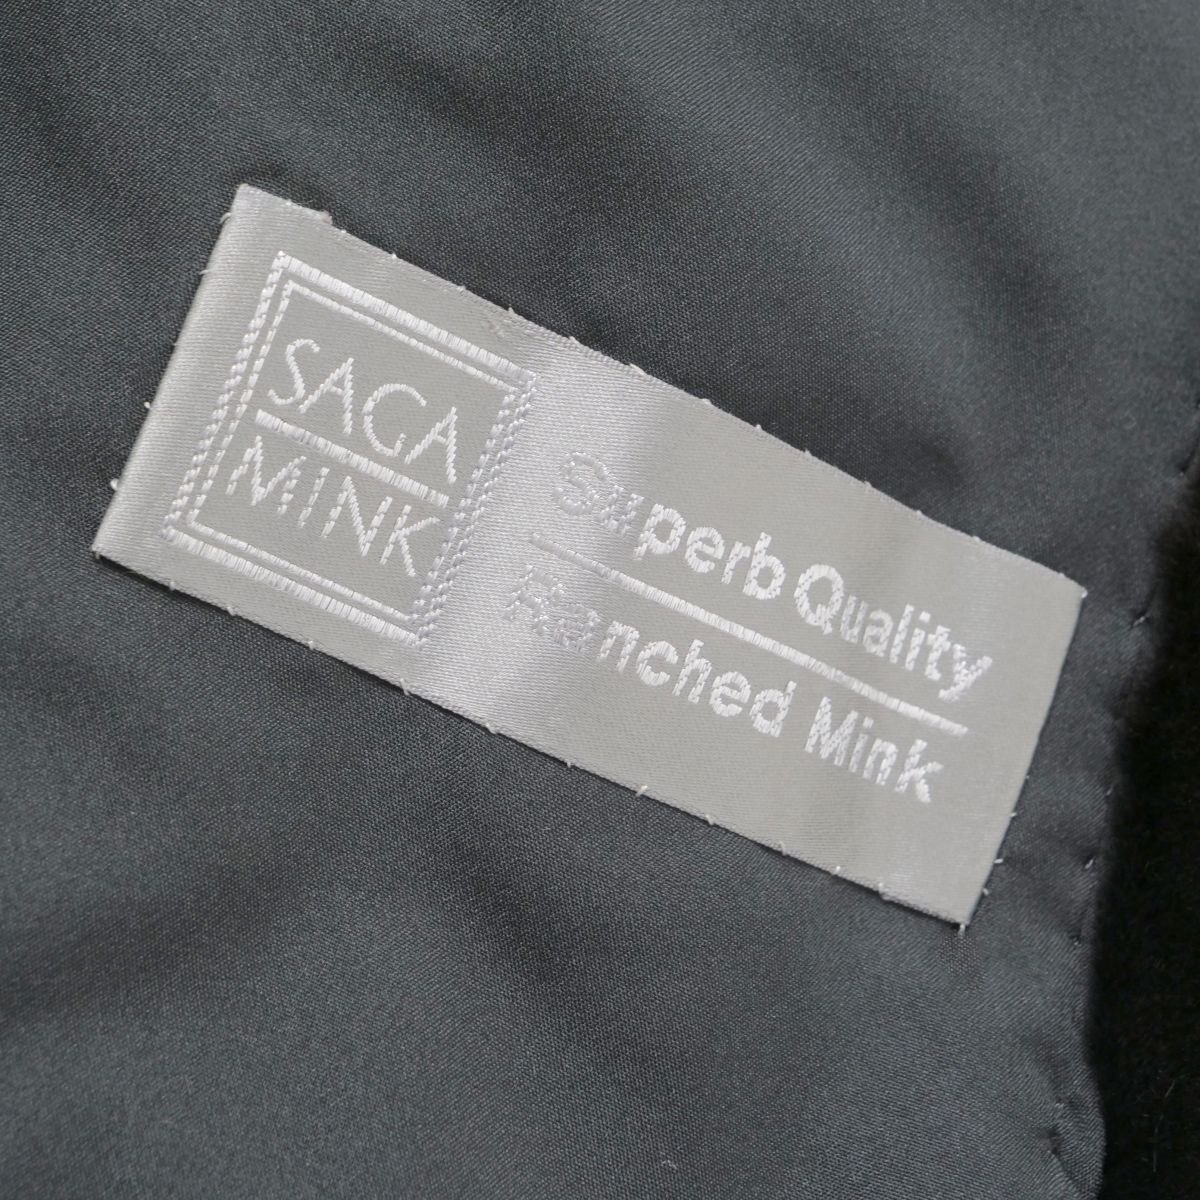 SAGA
MINK
Superb Quality
Ranched Mink